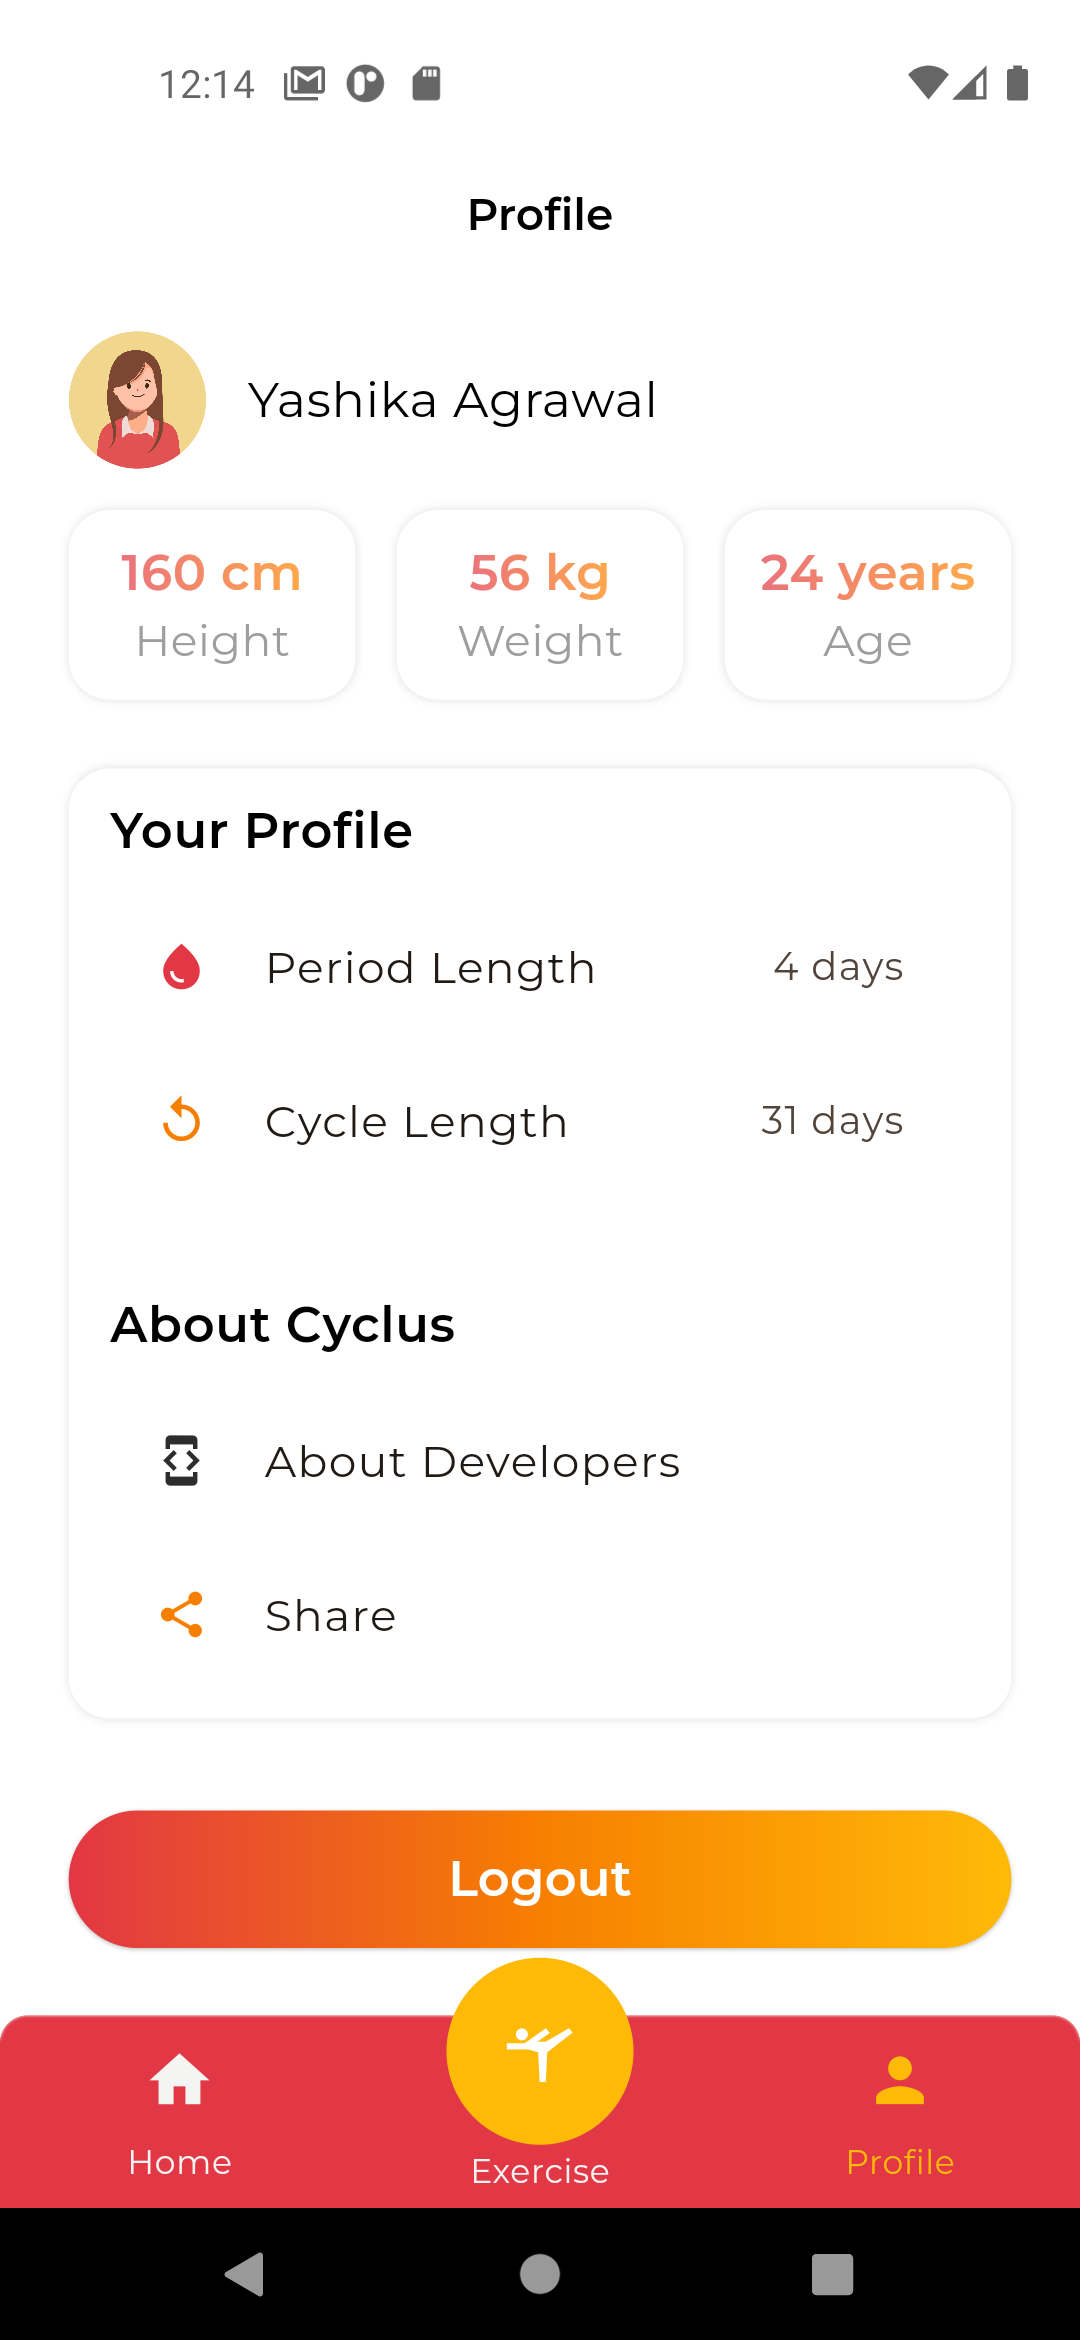 12:14
Profile
Yashika Agrawal
160 cm
Height
56 kg
Weight
24 years
Age
Your Profile
Period Length 4 days
Cycle Length 31 days
About Cyclus
About Developers
Share
Logout
Home
Exercise
Profile